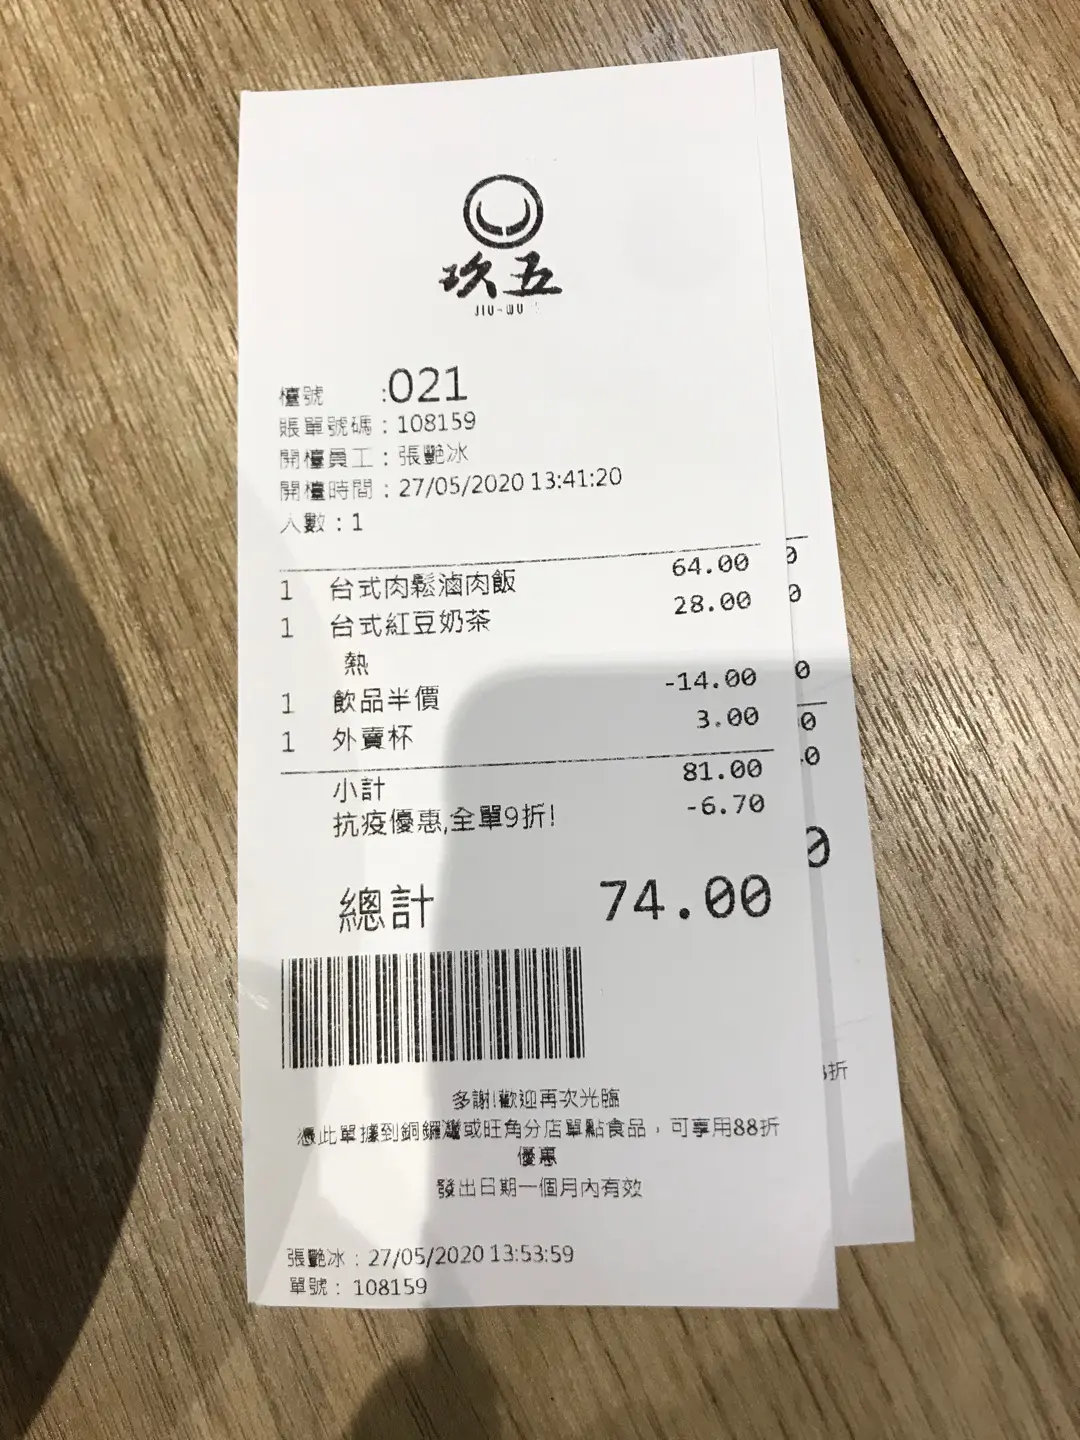 玖五
JIU-WU
檯號 :021
賬單號碼：108159
開檯員工：張艷冰
開檯時間：27/05/2020 13:41:20
人數：1
1 台式肉鬆滷肉飯 64.00
1 台式紅豆奶茶 28.00
熱
1 飲品半價 -14.00
1 外賣杯 3.00
小計 81.00
抗疫優惠,全單9折! -6.70
總計 74.00
多謝!歡迎再次光臨
憑此單據到銅鑼灣或旺角分店單點食品，可享用88折
優惠
發出日期一個月內有效
張艷冰：27/05/2020 13:53:59
單號：108159
0
0
0
0
0
0
折